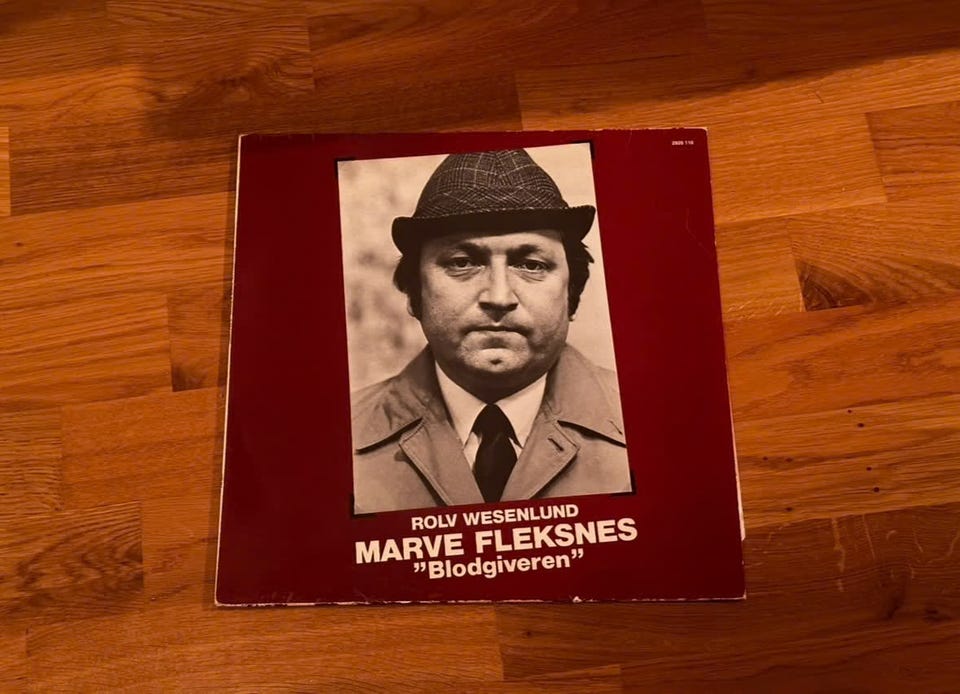 2920 116
ROLV WESENLUND
MARVE FLEKSNES
”Blodgiveren”